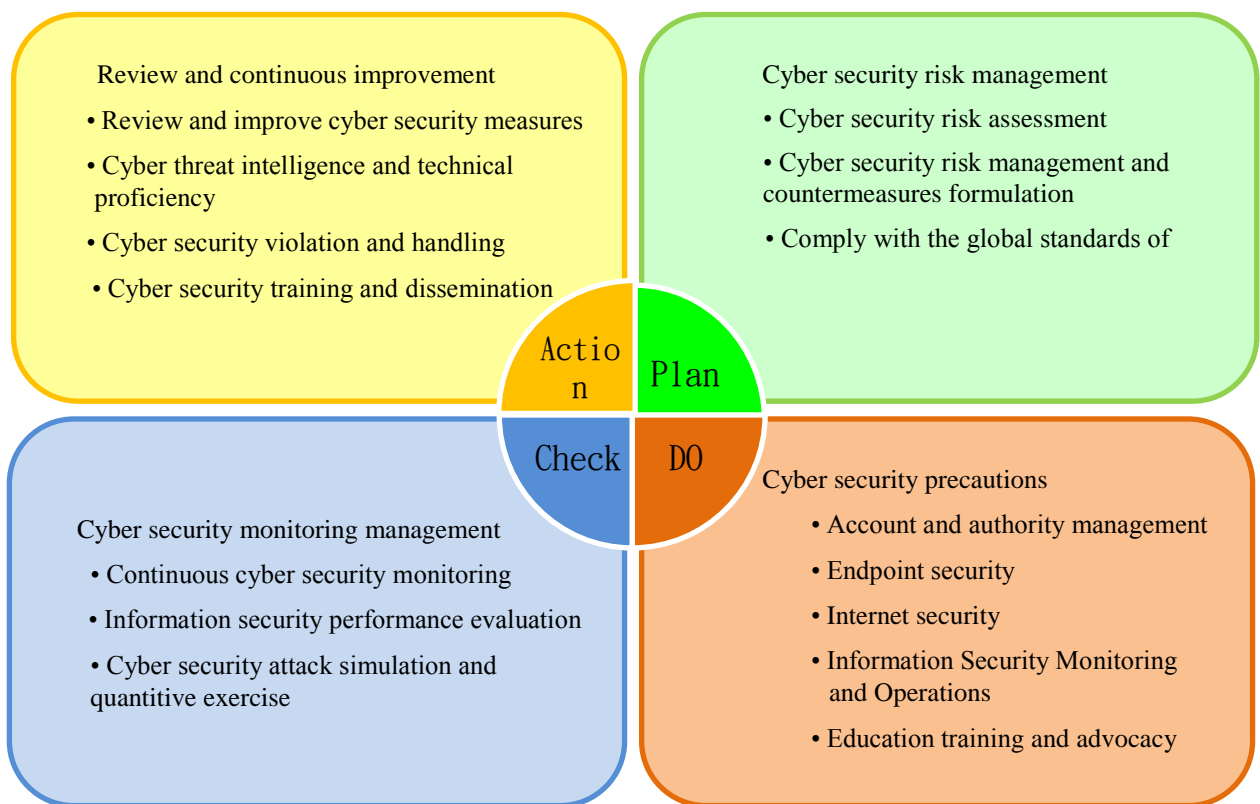 Review and continuous improvement
• Review and improve cyber security measures
• Cyber threat intelligence and technical
proficiency
• Cyber security violation and handling
• Cyber security training and dissemination
Cyber security risk management
• Cyber security risk assessment
• Cyber security risk management and
countermeasures formulation
• Comply with the global standards of
Actio
n
Plan
Check
DO
Cyber security monitoring management
• Continuous cyber security monitoring
• Information security performance evaluation
• Cyber security attack simulation and
quantitive exercise
Cyber security precautions
• Account and authority management
• Endpoint security
• Internet security
• Information Security Monitoring
and Operations
• Education training and advocacy